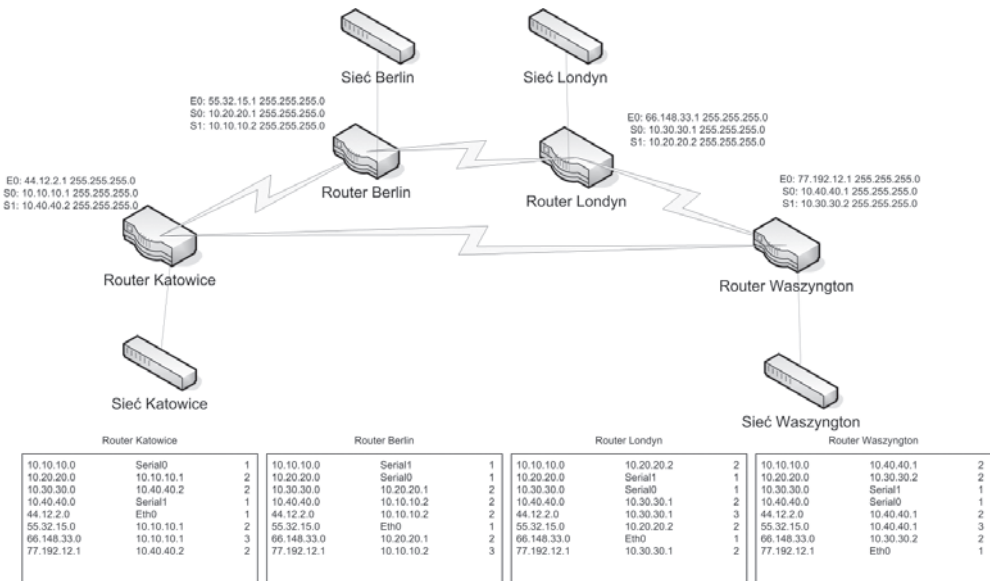 Sieć Berlin
Sieć Londyn
E0: 55.32.15.1 255.255.255.0
S0: 10.20.20.1 255.255.255.0
S1: 10.10.10.2 255.255.255.0
E0: 66.148.33.1 255.255.255.0
S0: 10.30.30.1 255.255.255.0
S1: 10.20.20.2 255.255.255.0
Router Berlin
Router Londyn
E0: 44.12.2.1 255.255.255.0
S0: 10.10.10.1 255.255.255.0
S1: 10.40.40.2 255.255.255.0
E0: 77.192.12.1 255.255.255.0
S0: 10.40.40.1 255.255.255.0
S1: 10.30.30.2 255.255.255.0
Router Katowice
Router Waszyngton
Sieć Katowice
Sieć Waszyngton
Router Katowice
10.10.10.0 Serial0 1
10.20.20.0 10.10.10.1 2
10.30.30.0 10.40.40.2 2
10.40.40.0 Serial1 1
44.12.2.0 Eth0 1
55.32.15.0 10.10.10.1 2
66.148.33.0 10.10.10.1 3
77.192.12.1 10.40.40.2 2
Router Berlin
10.10.10.0 Serial1 1
10.20.20.0 Serial0 1
10.30.30.0 10.20.20.1 2
10.40.40.0 10.10.10.2 2
44.12.2.0 10.10.10.2 2
55.32.15.0 Eth0 1
66.148.33.0 10.20.20.1 2
77.192.12.1 10.10.10.2 3
Router Londyn
10.10.10.0 10.20.20.2 2
10.20.20.0 Serial1 1
10.30.30.0 Serial0 1
10.40.40.0 10.30.30.1 2
44.12.2.0 10.30.30.1 3
55.32.15.0 10.20.20.2 2
66.148.33.0 Eth0 1
77.192.12.1 10.30.30.1 2
Router Waszyngton
10.10.10.0 10.40.40.1 2
10.20.20.0 10.30.30.2 2
10.30.30.0 Serial1 1
10.40.40.0 Serial0 1
44.12.2.0 10.40.40.1 2
55.32.15.0 10.40.40.1 3
66.148.33.0 10.30.30.2 2
77.192.12.1 Eth0 1